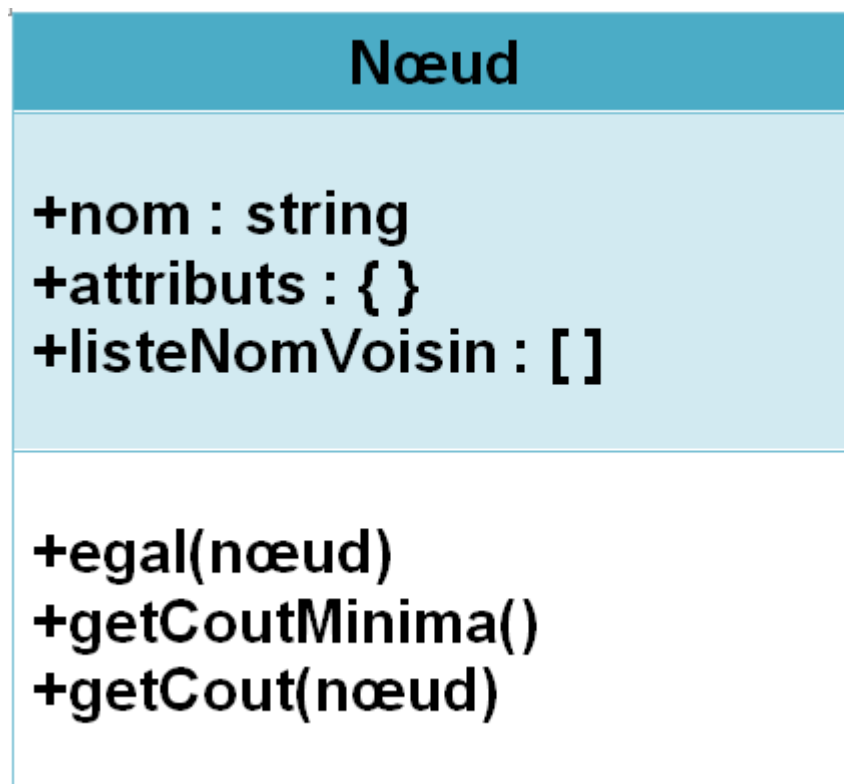 Nœud
+nom : string
+attributs : { }
+listeNomVoisin : [ ]
+egal(nœud)
+getCoutMinima()
+getCout(nœud)